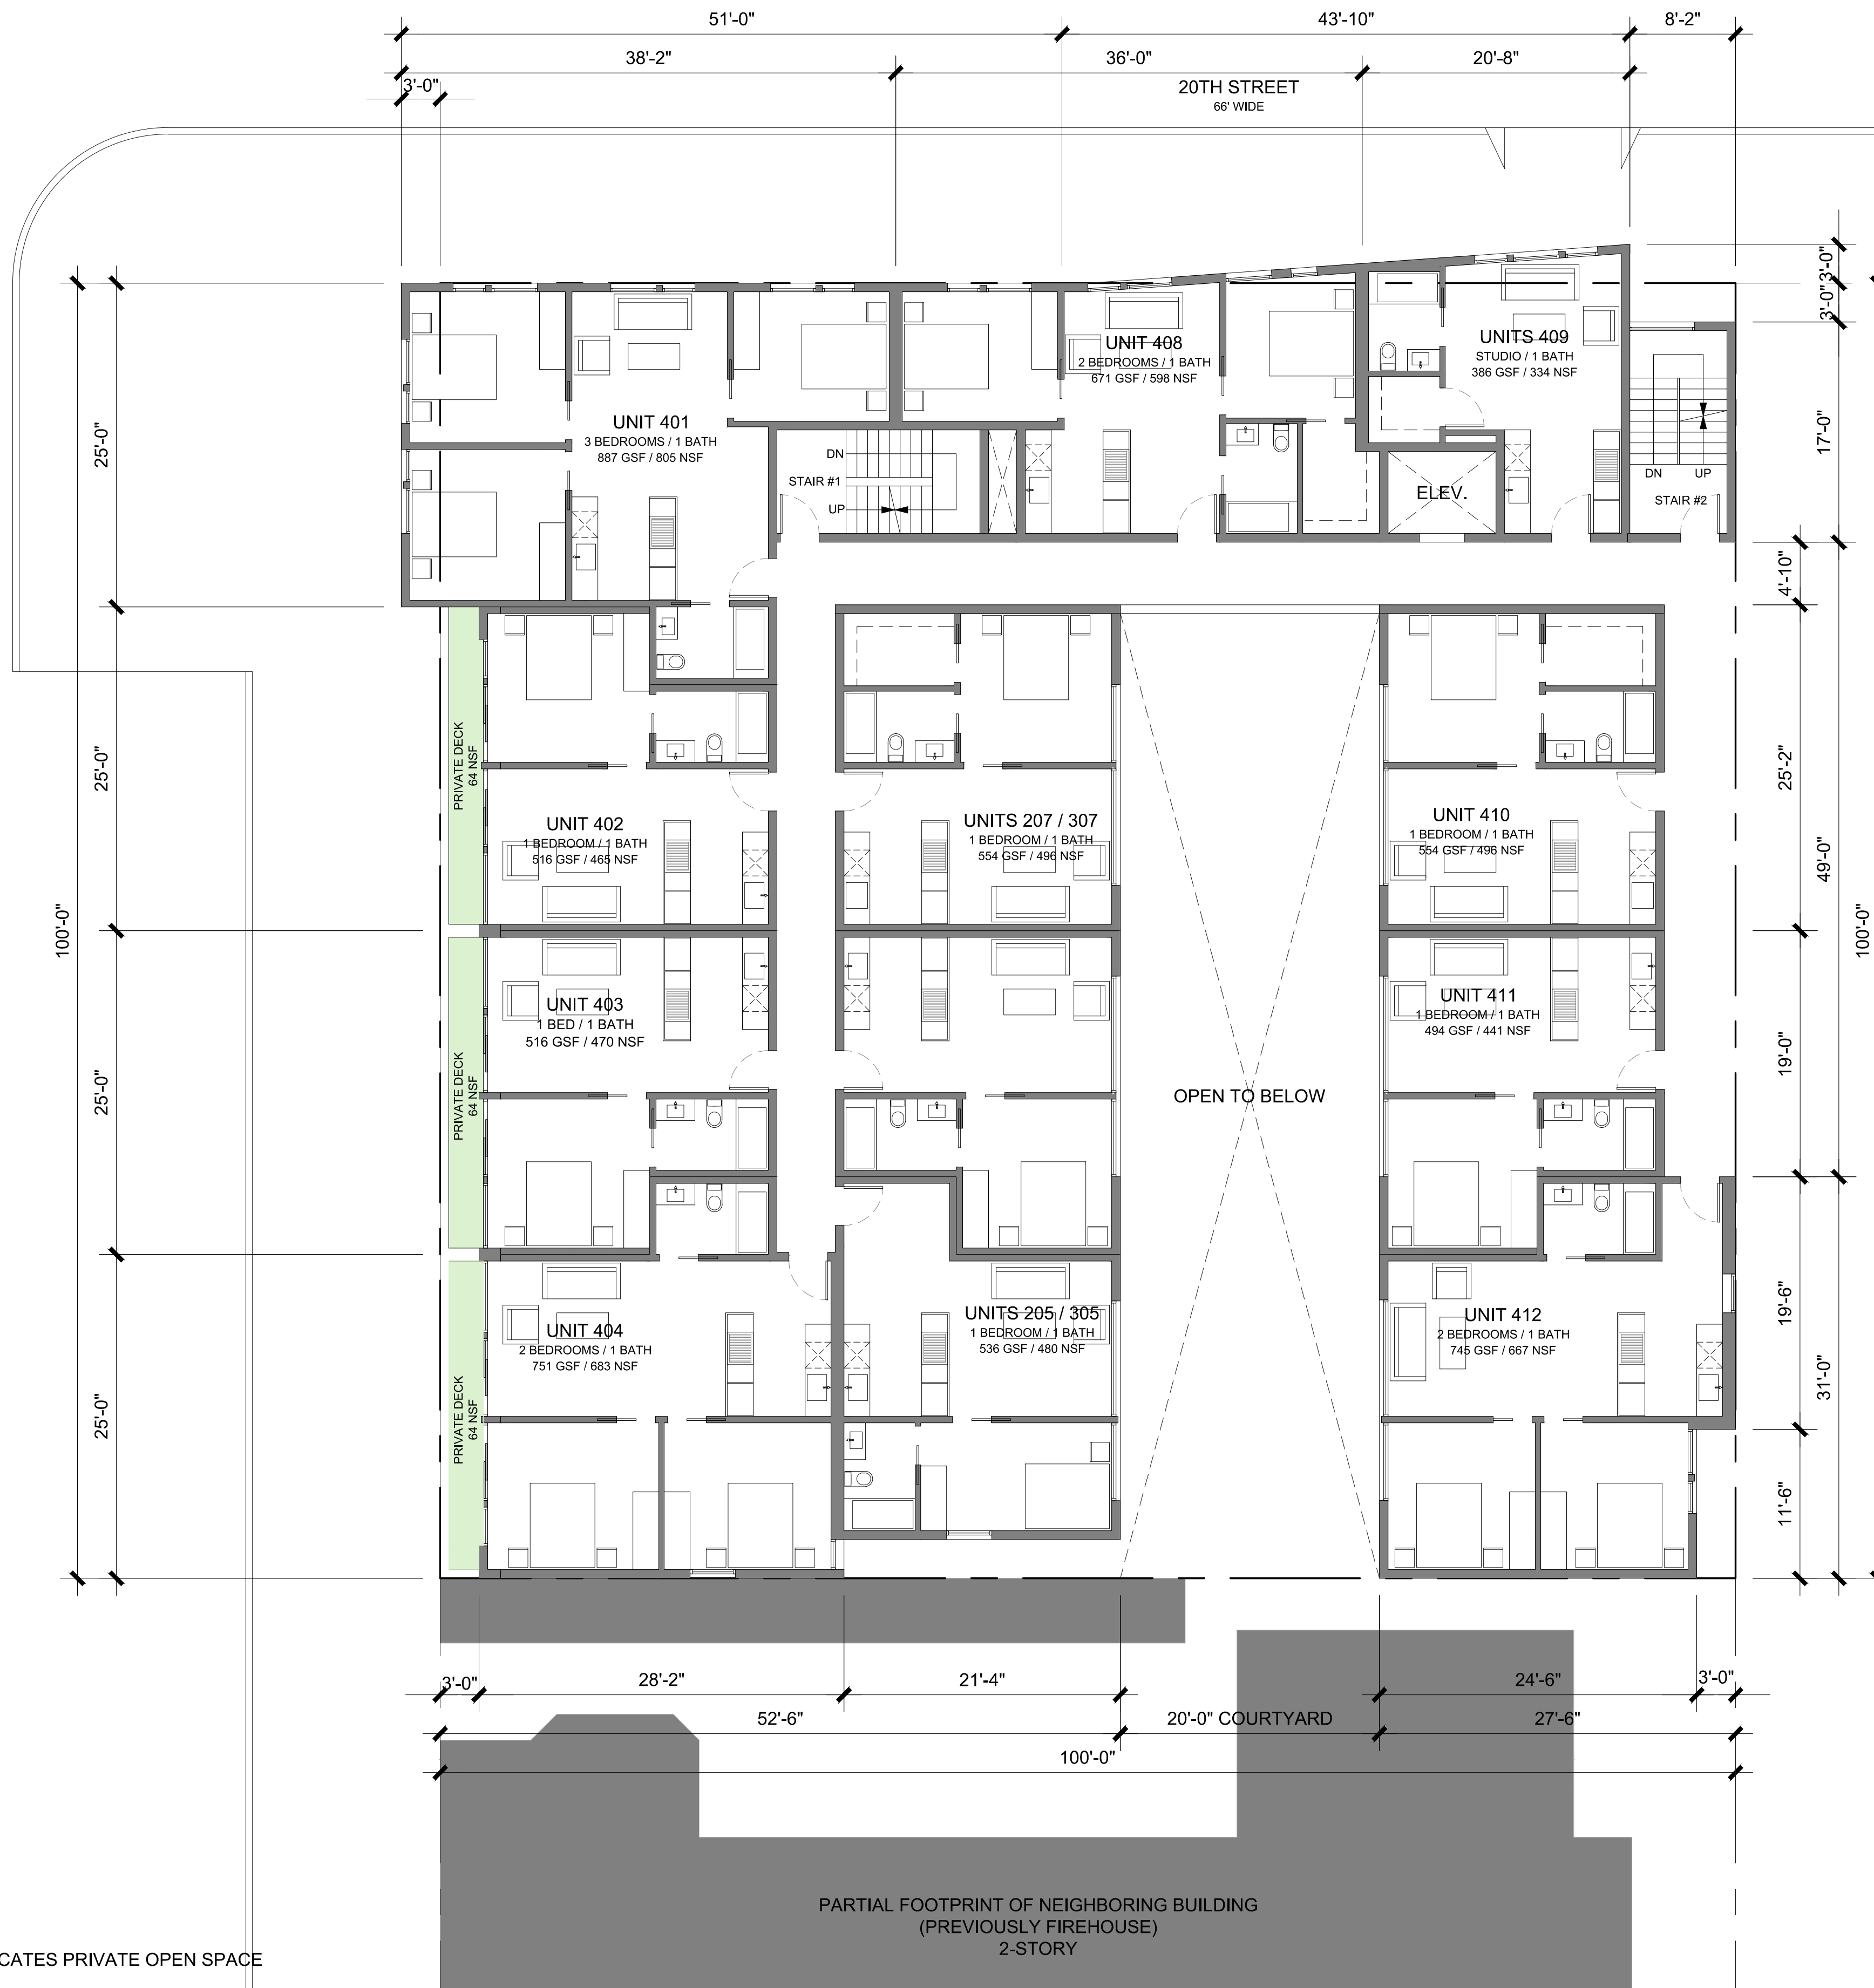 51'-0"
43'-10"
8'-2"
38'-2"
36'-0"
20'-8"
3'-0"
20TH STREET
66' WIDE
3'-0"
3'-0"
17'-0"
4'-10"
25'-2"
49'-0"
100'-0"
19'-0"
19'-6"
31'-0"
11'-6"
100'-0"
25'-0"
25'-0"
25'-0"
25'-0"
UNIT 401
3 BEDROOMS / 1 BATH
887 GSF / 805 NSF
UNIT 408
2 BEDROOMS / 1 BATH
671 GSF / 598 NSF
UNITS 409
STUDIO / 1 BATH
386 GSF / 334 NSF
DN
STAIR #1
UP
ELEV.
DN
UP
STAIR #2
PRIVATE DECK
64 NSF
UNIT 402
1 BEDROOM / 1 BATH
516 GSF / 465 NSF
UNITS 207 / 307
1 BEDROOM / 1 BATH
554 GSF / 496 NSF
UNIT 410
1 BEDROOM / 1 BATH
554 GSF / 496 NSF
PRIVATE DECK
64 NSF
UNIT 403
1 BED / 1 BATH
516 GSF / 470 NSF
UNIT 411
1 BEDROOM / 1 BATH
494 GSF / 441 NSF
OPEN TO BELOW
PRIVATE DECK
64 NSF
UNIT 404
2 BEDROOMS / 1 BATH
751 GSF / 683 NSF
UNITS 205 / 305
1 BEDROOM / 1 BATH
536 GSF / 480 NSF
UNIT 412
2 BEDROOMS / 1 BATH
745 GSF / 667 NSF
3'-0"
28'-2"
21'-4"
24'-6"
3'-0"
52'-6"
20'-0" COURTYARD
27'-6"
100'-0"
PARTIAL FOOTPRINT OF NEIGHBORING BUILDING
(PREVIOUSLY FIREHOUSE)
2-STORY
CATES PRIVATE OPEN SPACE